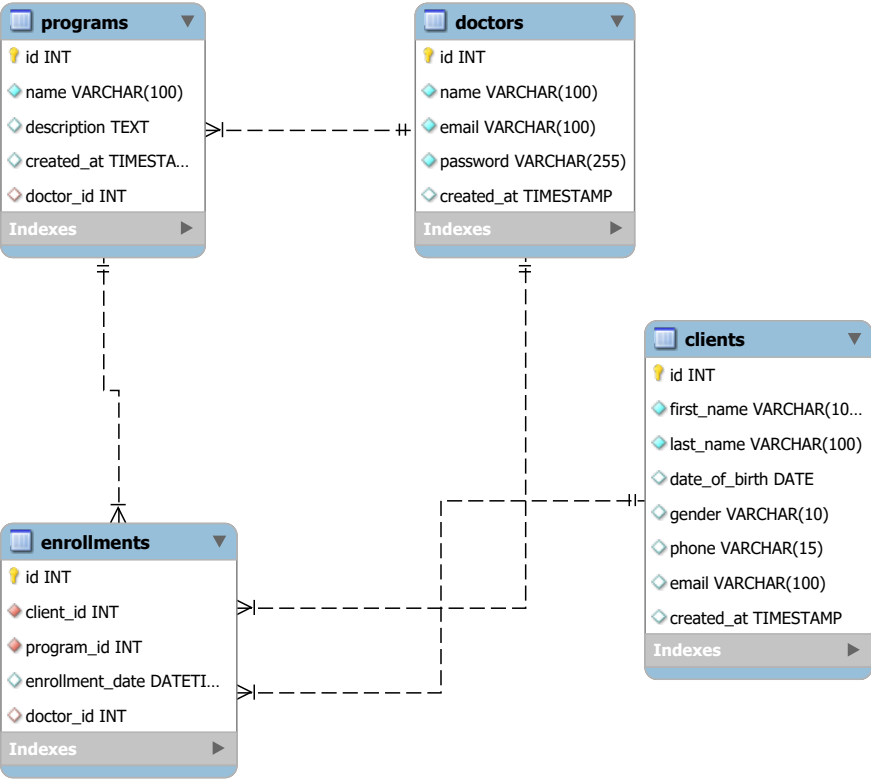 programs
id INT
name VARCHAR(100)
description TEXT
created_at TIMESTA...
doctor_id INT
Indexes
doctors
id INT
name VARCHAR(100)
email VARCHAR(100)
password VARCHAR(255)
created_at TIMESTAMP
Indexes
clients
id INT
first_name VARCHAR(10...
last_name VARCHAR(100)
date_of_birth DATE
gender VARCHAR(10)
phone VARCHAR(15)
email VARCHAR(100)
created_at TIMESTAMP
Indexes
enrollments
id INT
client_id INT
program_id INT
enrollment_date DATETI...
doctor_id INT
Indexes